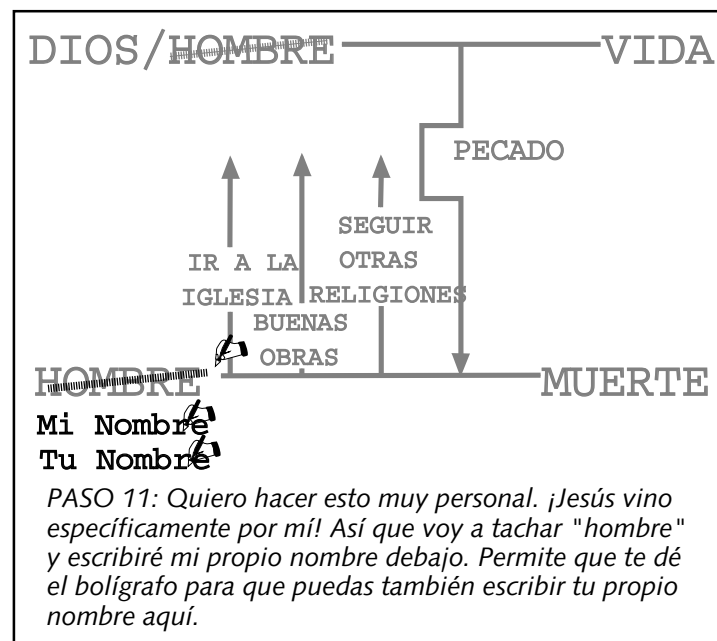 DIOS/HOMBRE VIDA
PECADO
SEGUIR
OTRAS
RELIGIONES
IR A LA
IGLESIA
BUENAS
OBRAS
HOMBRE MUERTE
Mi Nombre
Tu Nombre
PASO 11: Quiero hacer esto muy personal. ¡Jesús vino
específicamente por mí! Así que voy a tachar "hombre"
y escribiré mi propio nombre debajo. Permite que te dé
el bolígrafo para que puedas también escribir tu propio
nombre aquí.